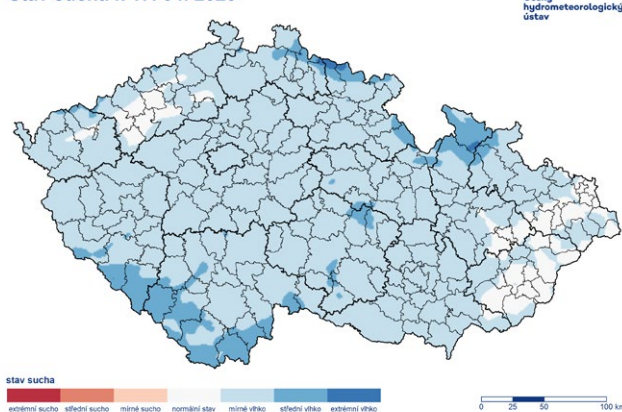 hydrometeorologický
ústav
stav sucha
extrémní sucho střední sucho mírné sucho normální stav mírné vlhko střední vlhko extrémní vlhko
0 25 50 100 km